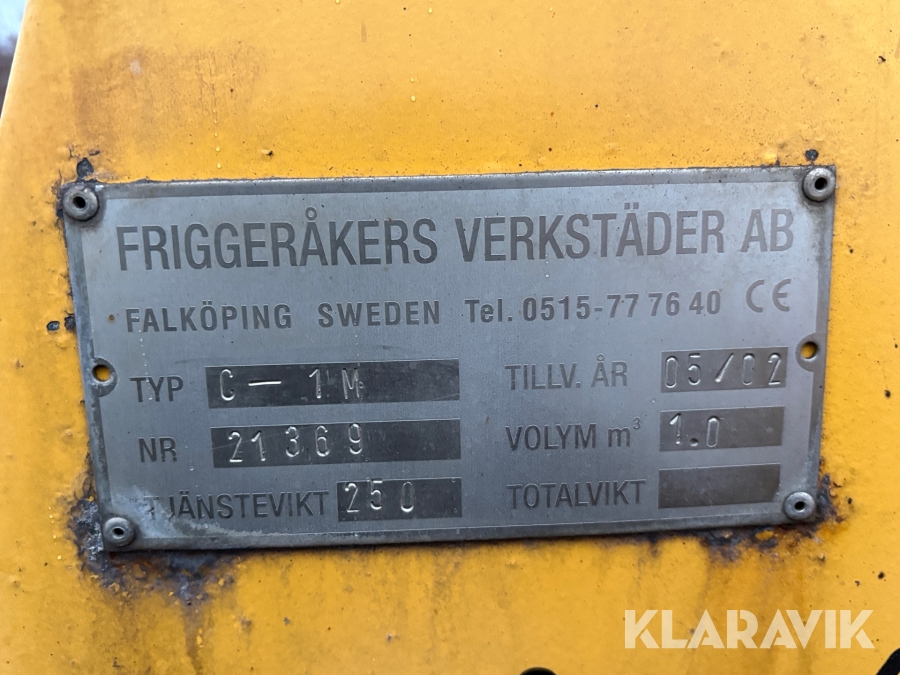 FRIGGERÅKERS VERKSTÄDER AB
FALKÖPING SWEDEN Tel. 0515-77 76 40 CE
TYP C-1M TILLV. ÅR 05/02
NR 21369 VOLYM m³ 1.0
TJÄNSTEVIKT 250 TOTALVIKT
KLARAVIK